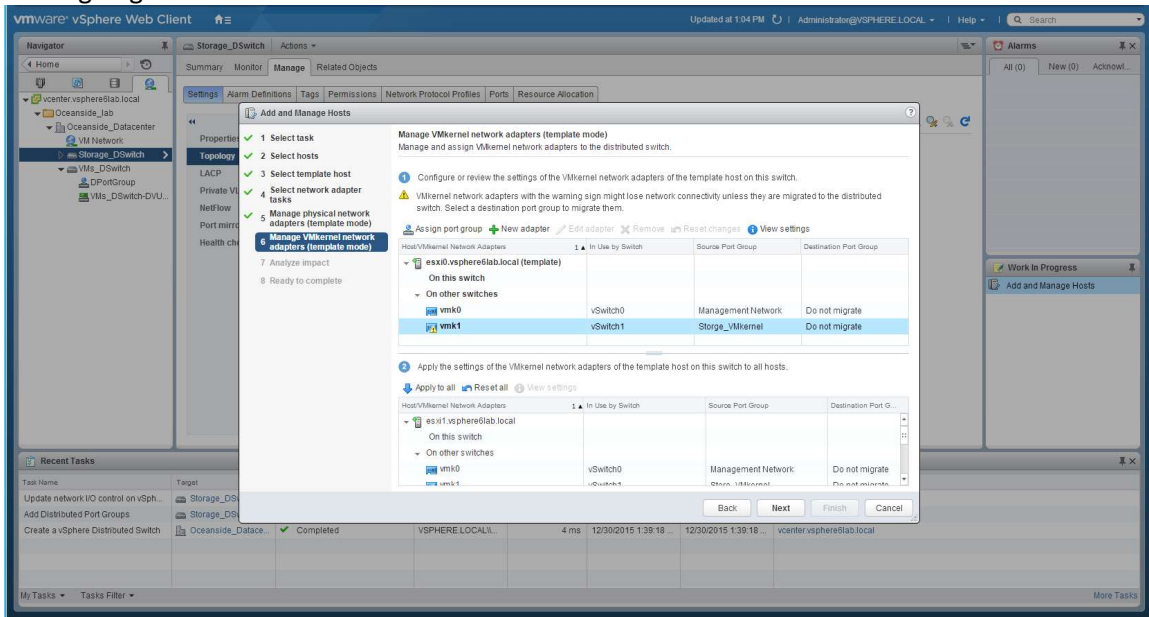 vmware® vSphere Web Client
Updated at 1:04 PM
Administrator@VSPHERE.LOCAL
Help
Search
Navigator
Home
vcenter.vsphere6lab.local
Oceanside_lab
Oceanside_Datacenter
VM Network
Storage_DSwitch
VMs_DSwitch
DPortGroup
VMs_DSwitch-DVU...
Storage_DSwitch
Actions
Summary Monitor Manage Related Objects
Settings Alarm Definitions Tags Permissions Network Protocol Profiles Ports Resource Allocation
Topology
LACP
NetFlow
Add and Manage Hosts
1 Select task
2 Select hosts
3 Select template host
4 Select network adapter
tasks
5 Manage physical network
adapters (template mode)
6 Manage VMkernel network
adapters (template mode)
7 Analyze impact
8 Ready to complete
Manage VMkernel network adapters (template mode)
Manage and assign VMkernel network adapters to the distributed switch.
1 Configure or review the settings of the VMkernel network adapters of the template host on this switch.
VMkernel network adapters with the warning sign might lose network connectivity unless they are migrated to the distributed
switch. Select a destination port group to migrate them.
Assign port group New adapter Edit adapter Remove Reset changes View settings
Host/VMkernel Network Adapters 1 In Use by Switch Source Port Group Destination Port Group
esxi0.vsphere6lab.local (template)
On this switch
On other switches
vmk0 vSwitch0 Management Network Do not migrate
vmk1 vSwitch1 Storge_VMkernel Do not migrate
2 Apply the settings of the VMkernel network adapters of the template host on this switch to all hosts.
Apply to all Reset all View settings
Host/VMkernel Network Adapters 1 In Use by Switch Source Port Group Destination Port G...
esxi1.vsphere6lab.local
On this switch
On other switches
vmk0 vSwitch0 Management Network Do not migrate
Back Next Finish Cancel
Alarms
All (0) New (0) Acknowl...
Work In Progress
Add and Manage Hosts
Recent Tasks
Task Name Target
Update network I/O control on vSph...
Add Distributed Port Groups
Create a vSphere Distributed Switch Oceanside_Datace... Completed VSPHERE.LOCAL\... 4 ms 12/30/2015 1:39:18 ... 12/30/2015 1:39:18 ... vcenter.vsphere6lab.local
My Tasks Tasks Filter More Tasks